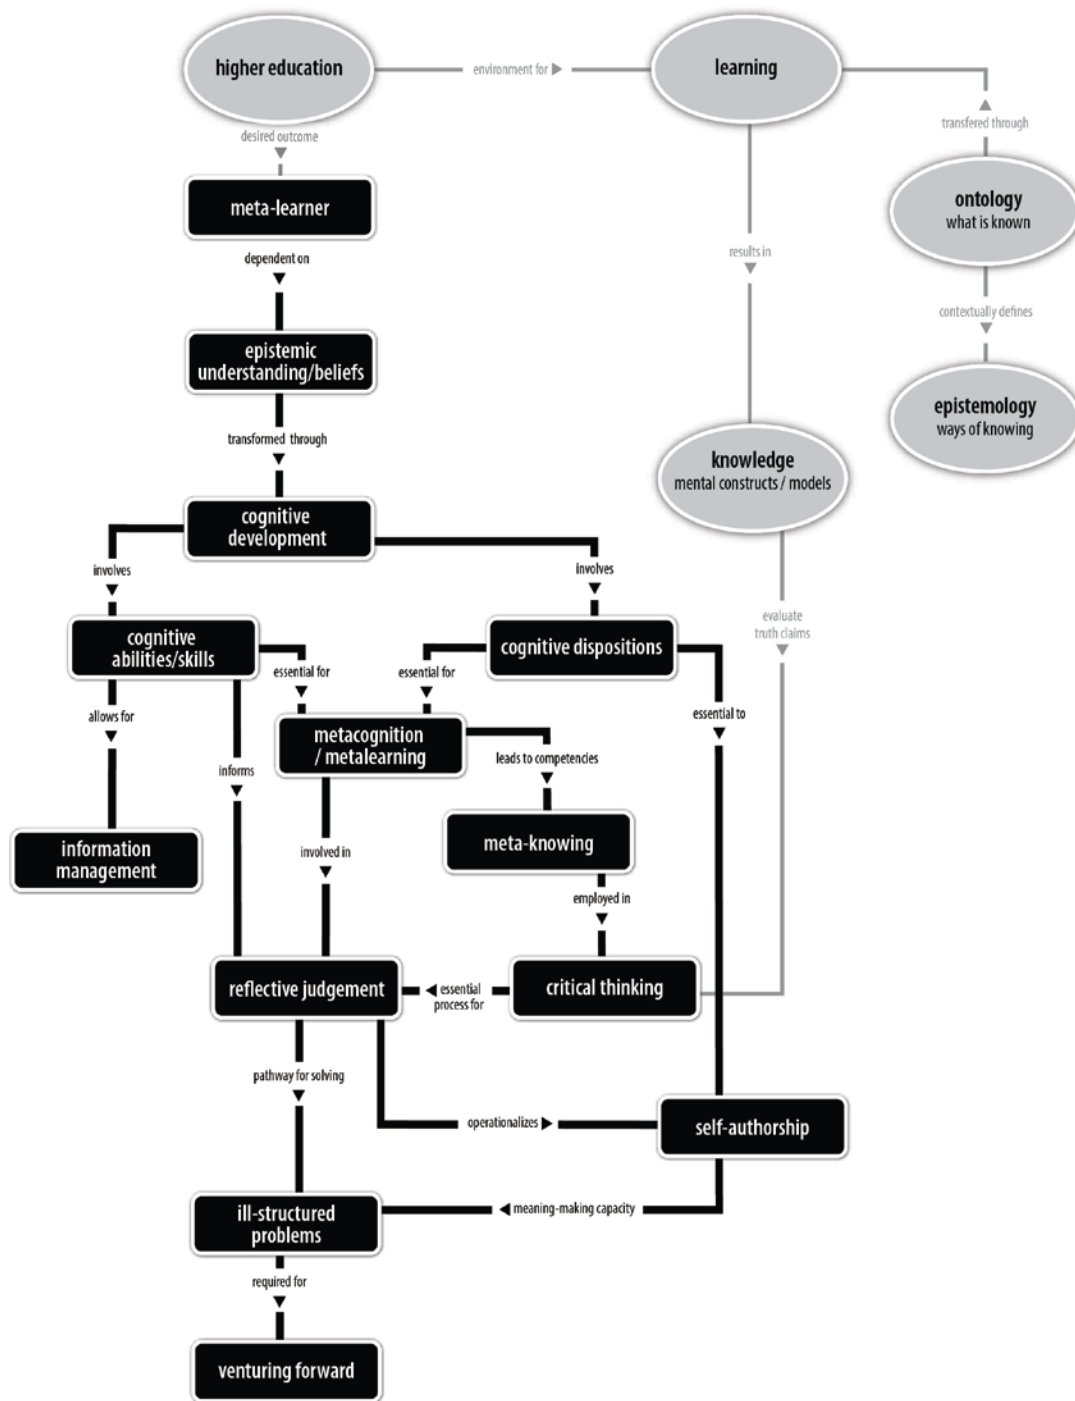 higher education
environment for
learning
desired outcome
transfered through
meta-learner
ontology
what is known
dependent on
results in
contextually defines
epistemic
understanding/beliefs
epistemology
ways of knowing
transformed through
knowledge
mental constructs / models
cognitive
development
involves
involves
evaluate
truth claims
cognitive
abilities/skills
cognitive dispositions
essential for
essential for
allows for
essential to
metacognition
/ metalearning
informs
leads to competencies
information
management
involved in
meta-knowing
employed in
reflective judgement
essential
process for
critical thinking
pathway for solving
operationalizes
self-authorship
ill-structured
problems
meaning-making capacity
required for
venturing forward